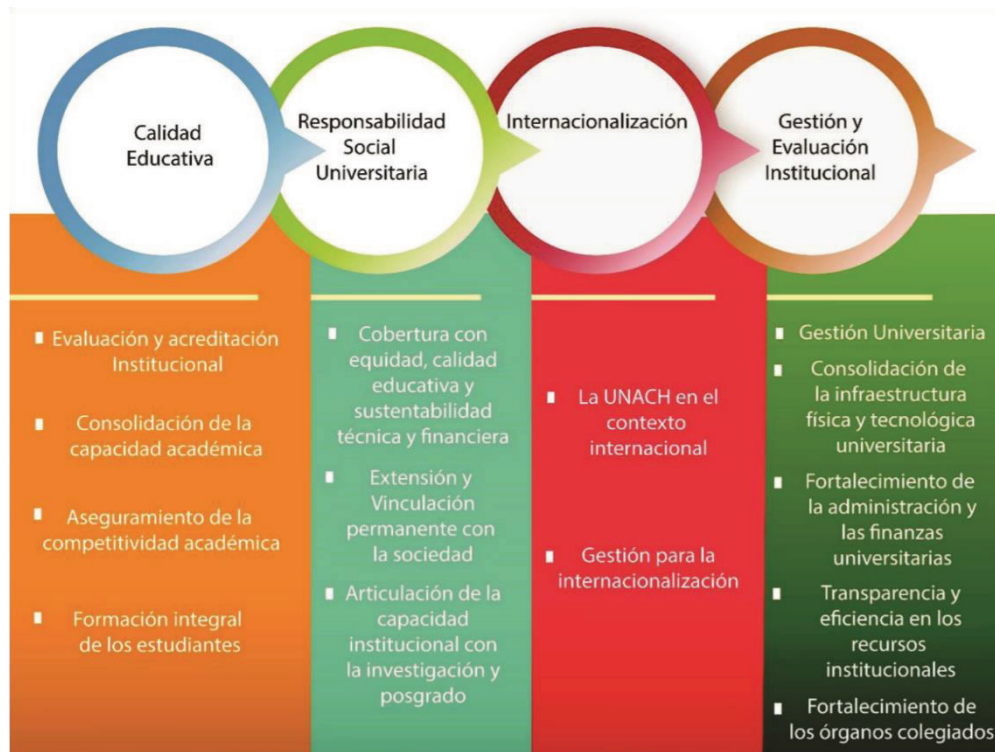 Calidad
Educativa
Responsabilidad
Social
Universitaria
Internacionalización
Gestión y
Evaluación
Institucional
Evaluación y acreditación
Institucional
Consolidación de la
capacidad académica
Aseguramiento de la
competitividad académica
Formación integral
de los estudiantes
Cobertura con
equidad, calidad
educativa y
sustentabilidad
técnica y financiera
Extensión y
Vinculación
permanente con
la sociedad
Articulación de la
capacidad
institucional con
la investigación y
posgrado
La UNACH en el
contexto
internacional
Gestión para la
internacionalización
Gestión Universitaria
Consolidación de
la infraestructura
física y tecnológica
universitaria
Fortalecimiento de
la administración y
las finanzas
universitarias
Transparencia y
eficiencia en los
recursos
institucionales
Fortalecimiento de
los órganos colegiados